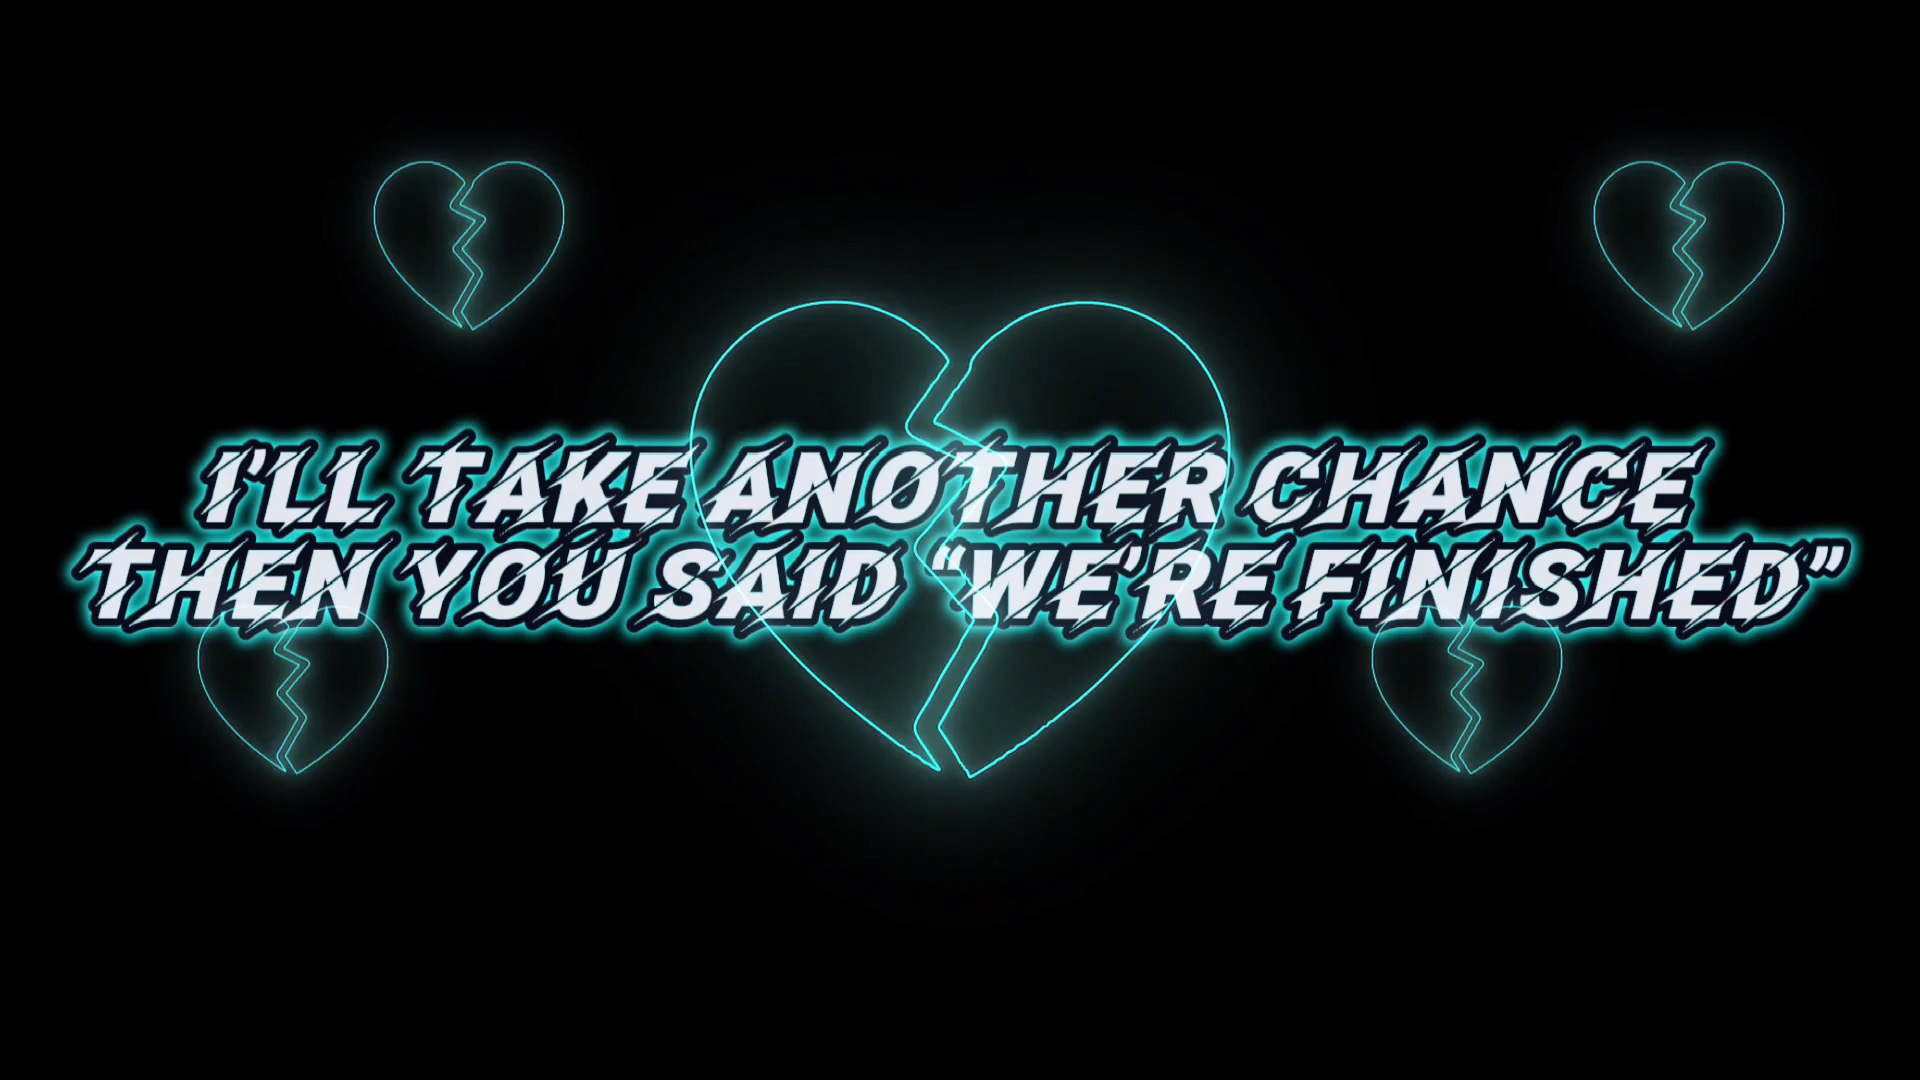 I'LL TAKE ANOTHER CHANCE
THEN YOU SAID “WE'RE FINISHED”